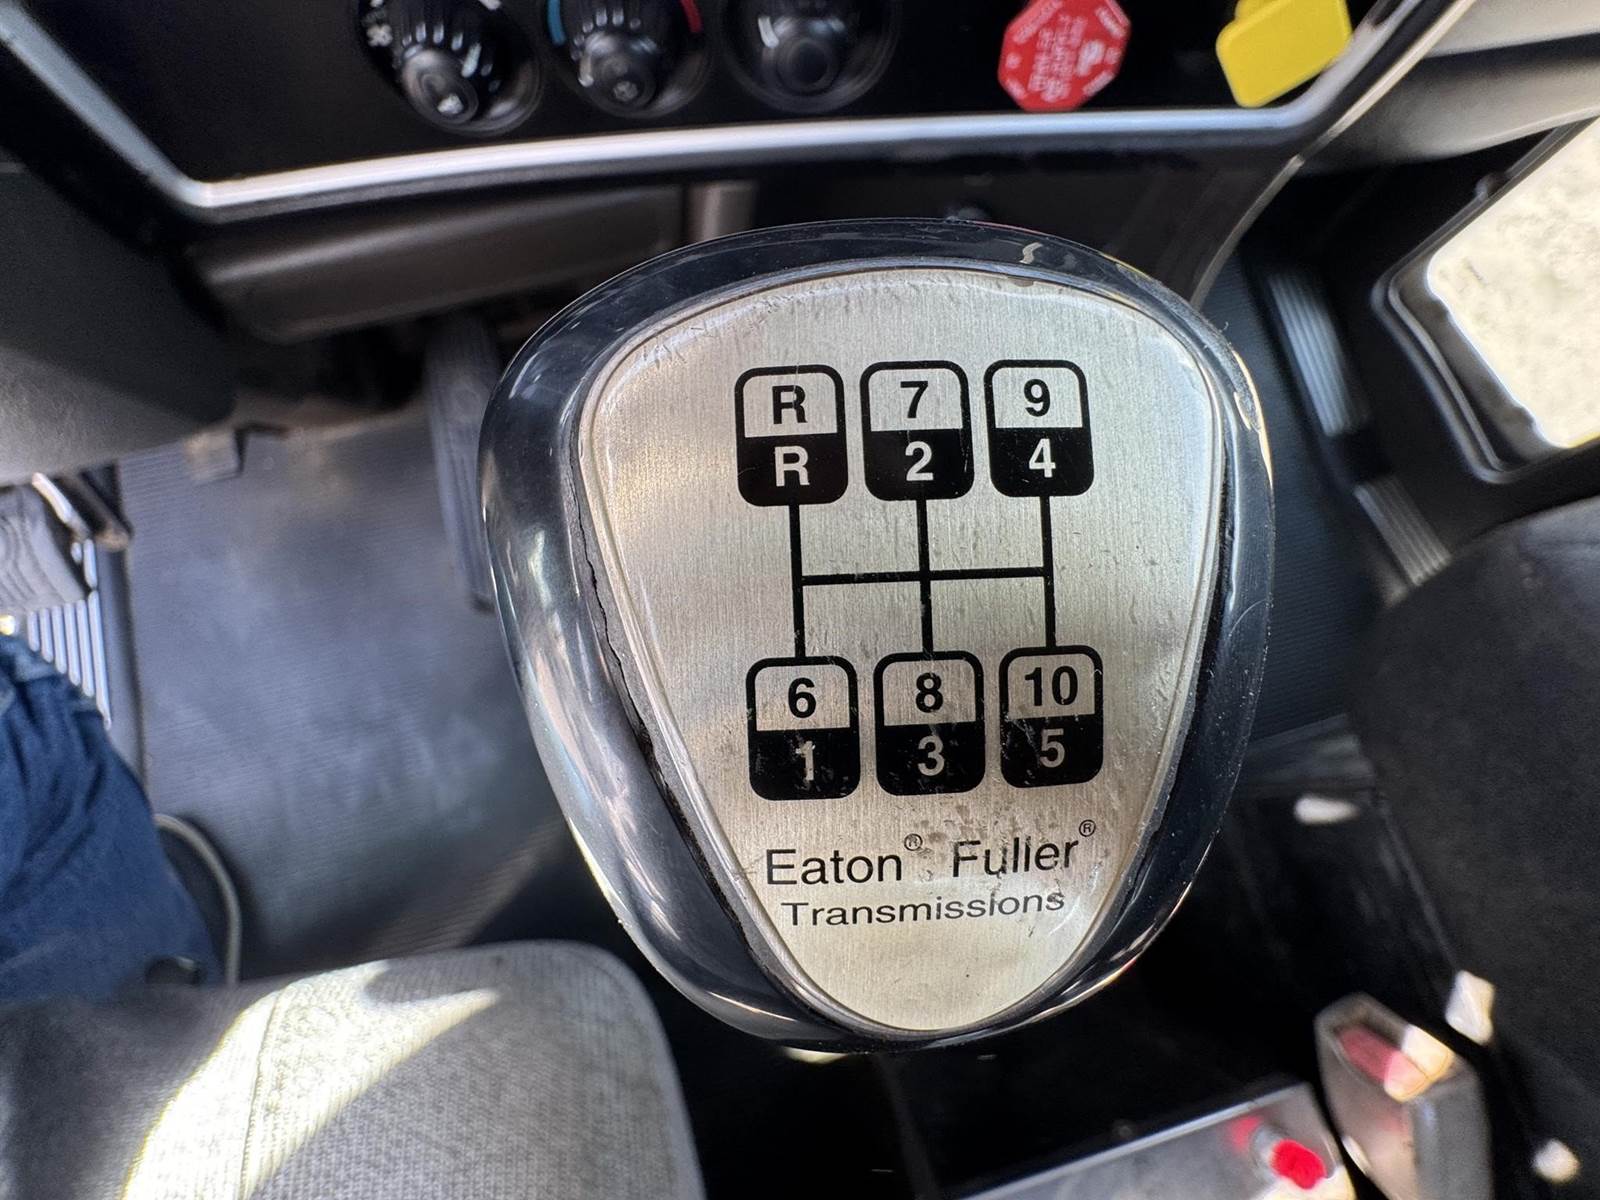 R 7 9
R 2 4
6 8 10
1 3 5
Eaton® Fuller®
Transmissions